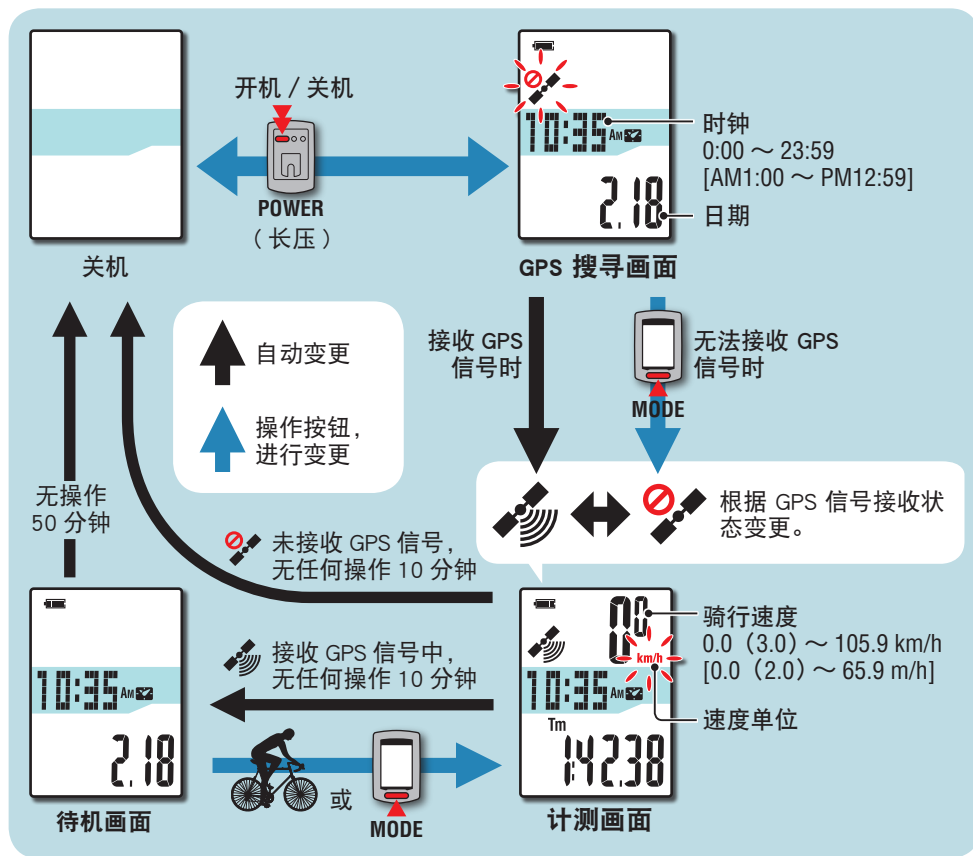 开机 / 关机
POWER
（ 长压 ）
关机
10:35 AM
2.18
时钟
0:00 ～ 23:59
[AM1:00 ～ PM12:59]
日期
GPS 搜寻画面
自动变更
操作按钮，
进行变更
接收 GPS
信号时
无法接收 GPS
信号时
MODE
根据 GPS 信号接收状
态变更。
无操作
50 分钟
未接收 GPS 信号，
无任何操作 10 分钟
接收 GPS 信号中，
无任何操作 10 分钟
10:35 AM
2.18
待机画面
或
MODE
0.0
km/h
10:35 AM
Tm
1:42.38
计测画面
骑行速度
0.0（3.0）～ 105.9 km/h
[0.0（2.0）～ 65.9 m/h]
速度单位